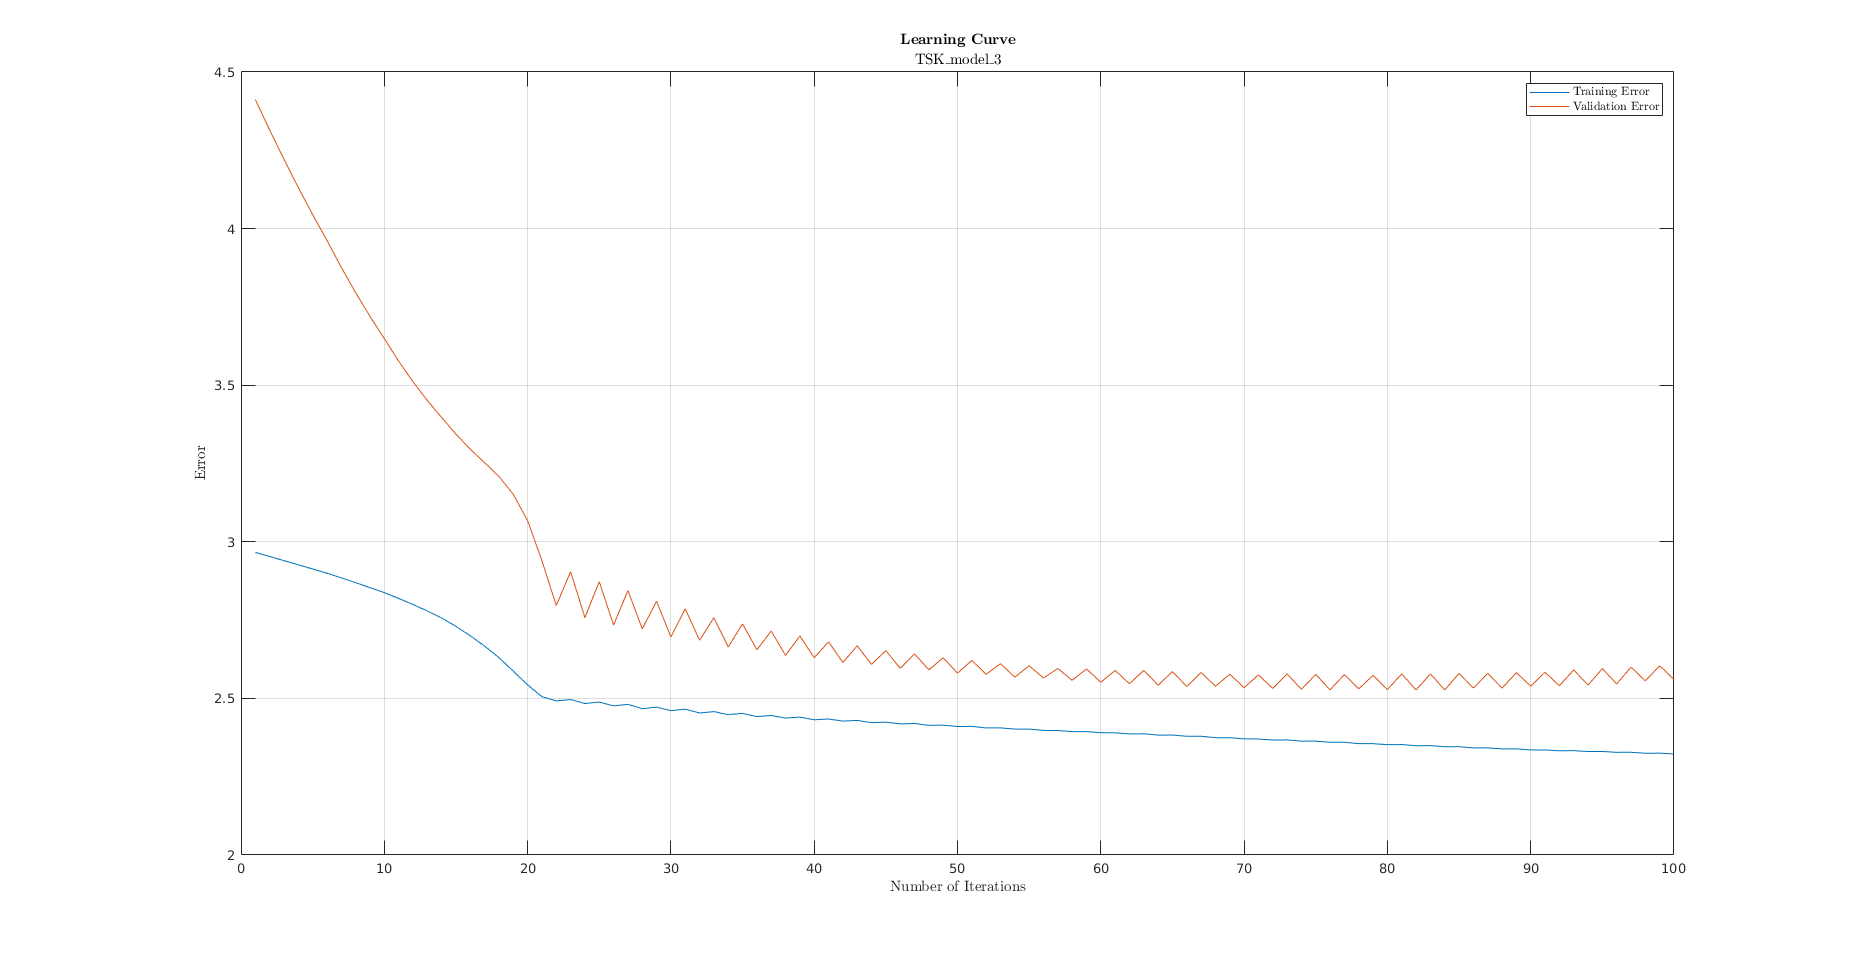 Learning Curve
TSK_model_3
4.5
4
3.5
3
2.5
2
Error
Training Error
Validation Error
0 10 20 30 40 50 60 70 80 90 100
Number of Iterations